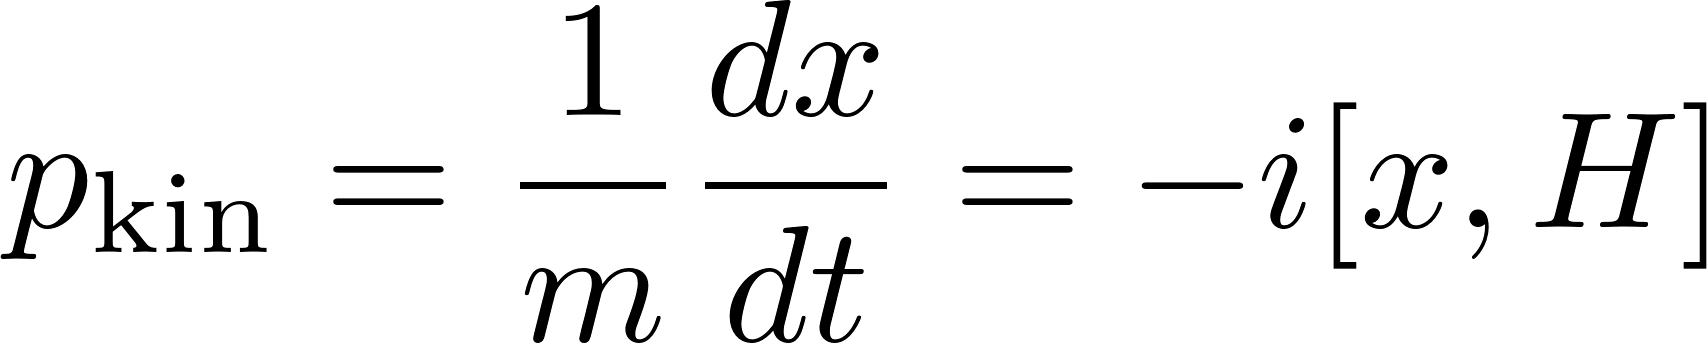 p_kin = 1/m dx/dt = −i[x, H]